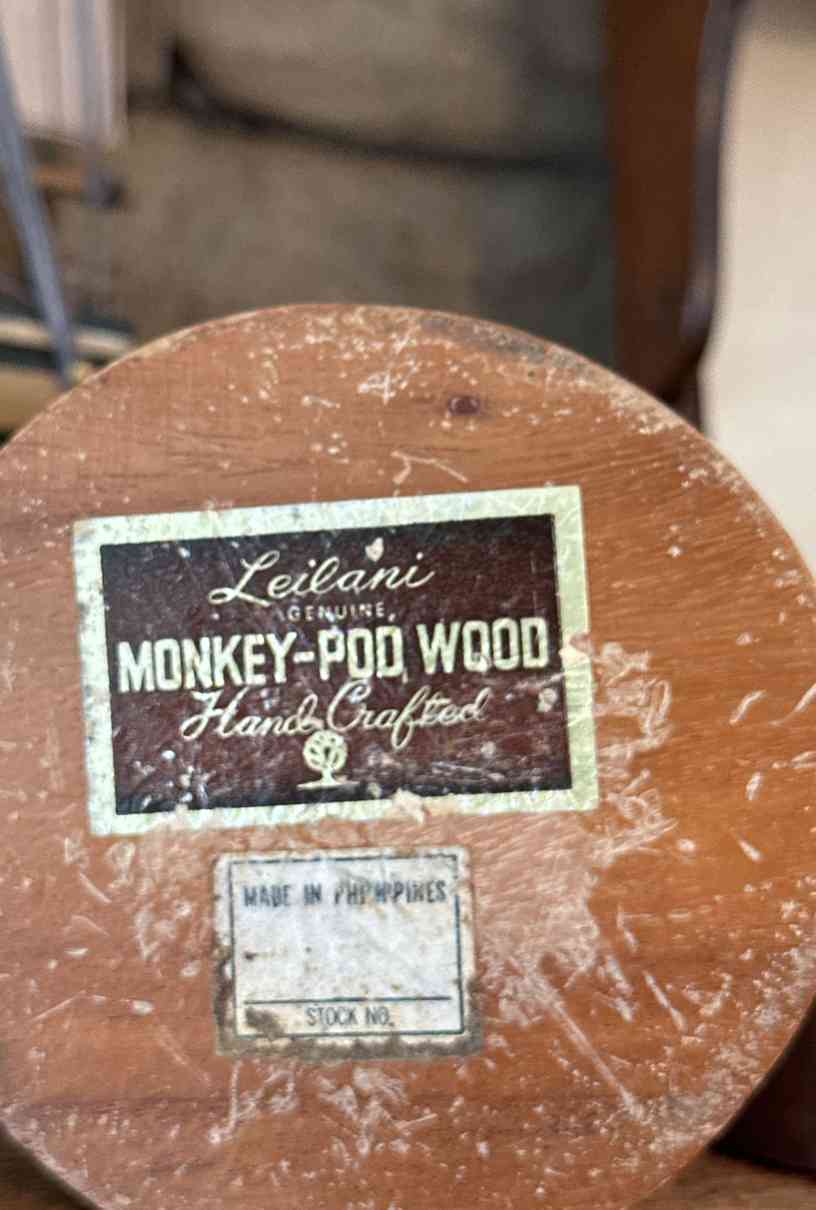 Leilani
GENUINE
MONKEY-POD WOOD
Hand Crafted
MADE IN PHILIPPINES
STOCK NO.